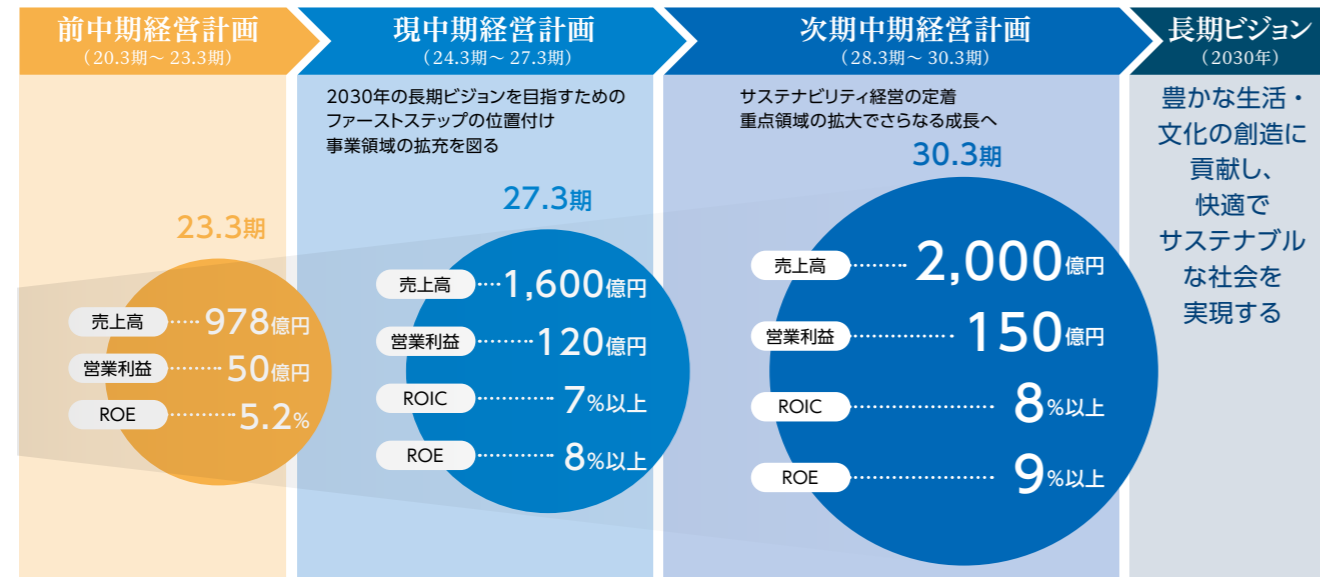 前中期経営計画
（20.3期～ 23.3期）
23.3期
売上高 ····· 978億円
営業利益 ········ 50億円
ROE ·········· 5.2%
現中期経営計画
（24.3期～ 27.3期）
2030年の長期ビジョンを目指すための
ファーストステップの位置付け
事業領域の拡充を図る
27.3期
売上高 ···· 1,600億円
営業利益 ········· 120億円
ROIC ············ 7%以上
ROE ············ 8%以上
次期中期経営計画
（28.3期～ 30.3期）
サステナビリティ経営の定着
重点領域の拡大でさらなる成長へ
30.3期
売上高 ········· 2,000億円
営業利益 ················ 150億円
ROIC ······················ 8%以上
ROE ······················ 9%以上
長期ビジョン
（2030年）
豊かな生活・
文化の創造に
貢献し、
快適で
サステナブル
な社会を
実現する